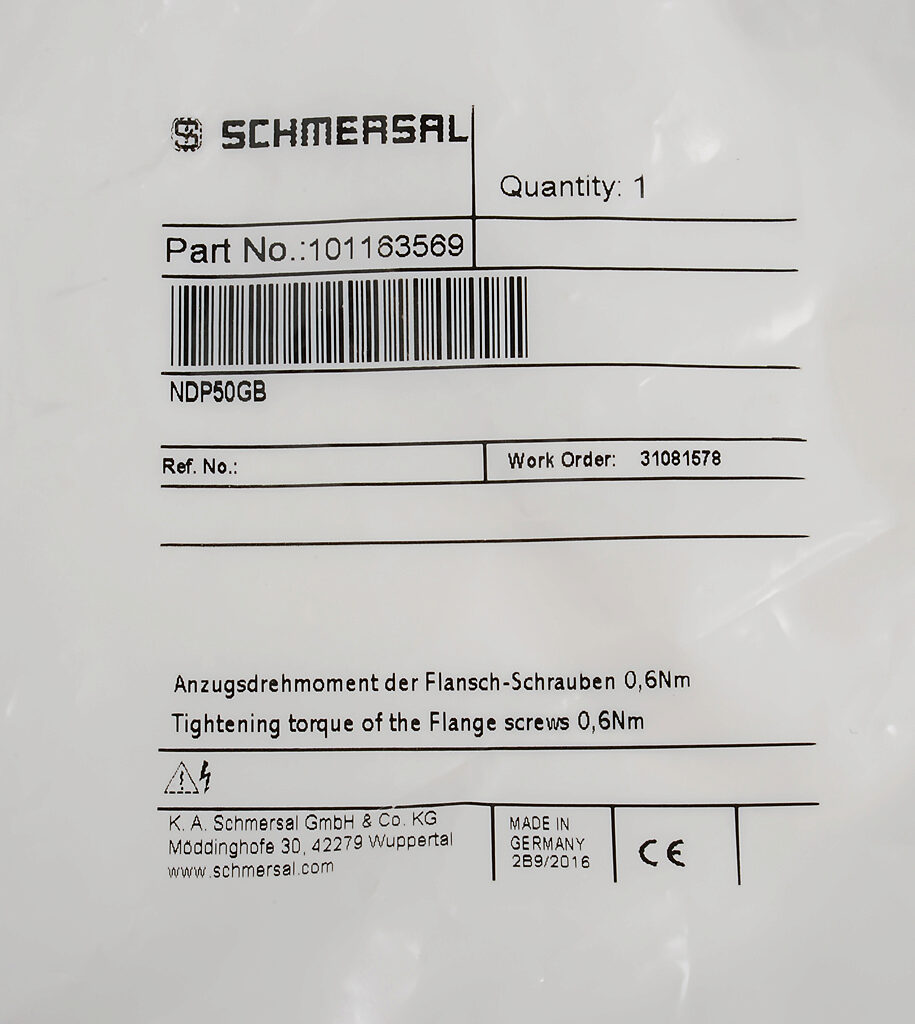 SCHMERSAL
Quantity: 1
Part No.:101163569
NDP50GB
Ref. No.:
Work Order: 31081578
Anzugsdrehmoment der Flansch-Schrauben 0,6Nm
Tightening torque of the Flange screws 0,6Nm
K. A. Schmersal GmbH & Co. KG
Möddinghofe 30, 42279 Wuppertal
www.schmersal.com
MADE IN
GERMANY
2B9/2016
CE